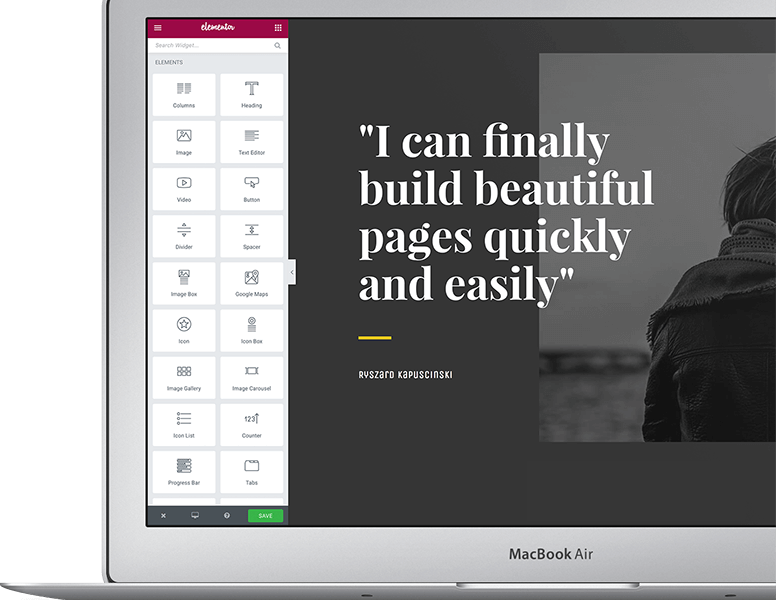 elementor
Search Widget...
ELEMENTS
Columns
Heading
Image
Text Editor
Video
Button
Divider
Spacer
Image Box
Google Maps
Icon
Icon Box
Image Gallery
Image Carousel
Icon List
123
Counter
Progress Bar
Tabs
SAVE
"I can finally
build beautiful
pages quickly
and easily"
Ryszard Kapuscinski
MacBook Air